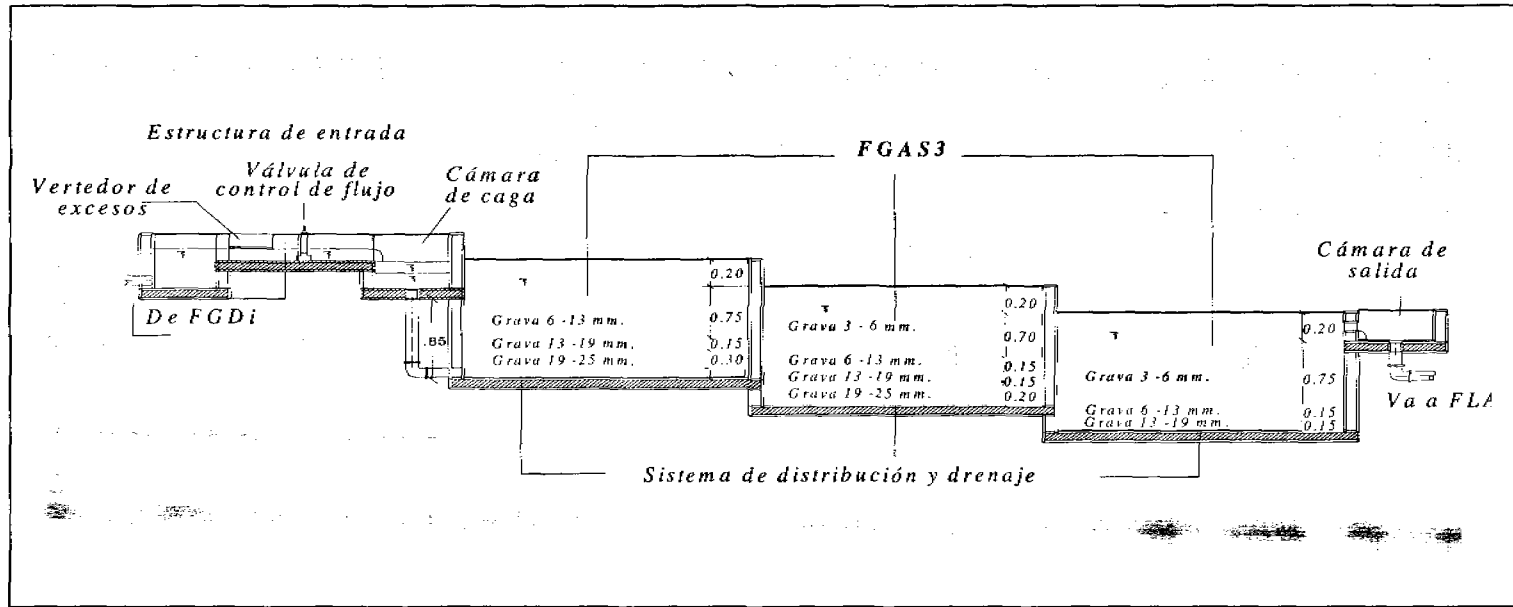 Estructura de entrada
Válvula de
control de flujo
Vertedor de
excesos
Cámara
de caga
FGAS3
Cámara de
salida
De FGDi
.85
Grava 6 -13 mm.
Grava 13 -19 mm.
Grava 19 -25 mm.
0.20
0.75
0.15
0.30
Grava 3 -6 mm.
Grava 6 -13 mm.
Grava 13 -19 mm.
Grava 19 -25 mm.
0.20
0.70
0.15
0.15
0.20
Grava 3 -6 mm.
Grava 6 -13 mm.
Grava 13 -19 mm.
0.20
0.75
0.15
0.15
Va a FLA
Sistema de distribución y drenaje